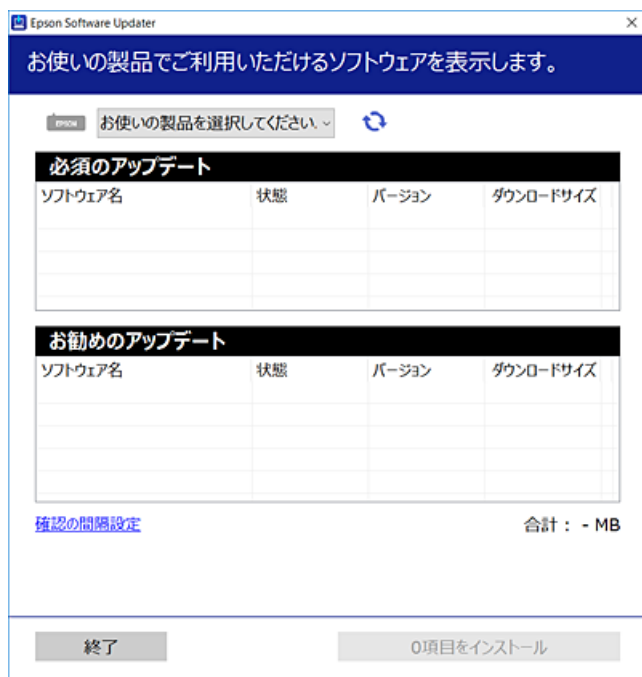 Epson Software Updater
お使いの製品でご利用いただけるソフトウェアを表示します。
EPSON お使いの製品を選択してください.
必須のアップデート
ソフトウェア名 状態 バージョン ダウンロードサイズ
お勧めのアップデート
ソフトウェア名 状態 バージョン ダウンロードサイズ
確認の間隔設定 合計： - MB
終了 0項目をインストール